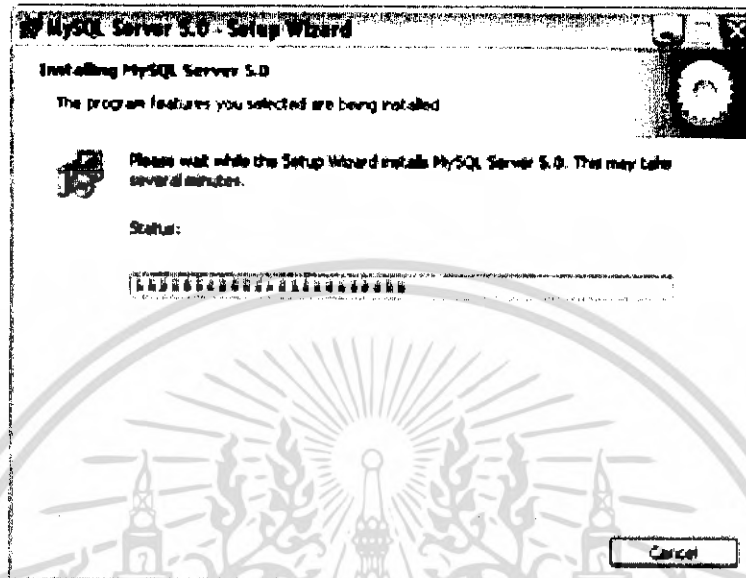 MySQL Server 5.0 - Setup Wizard
Installing MySQL Server 5.0
The program features you selected are being installed
Please wait while the Setup Wizard installs MySQL Server 5.0. This may take
several minutes.
Status:
Cancel